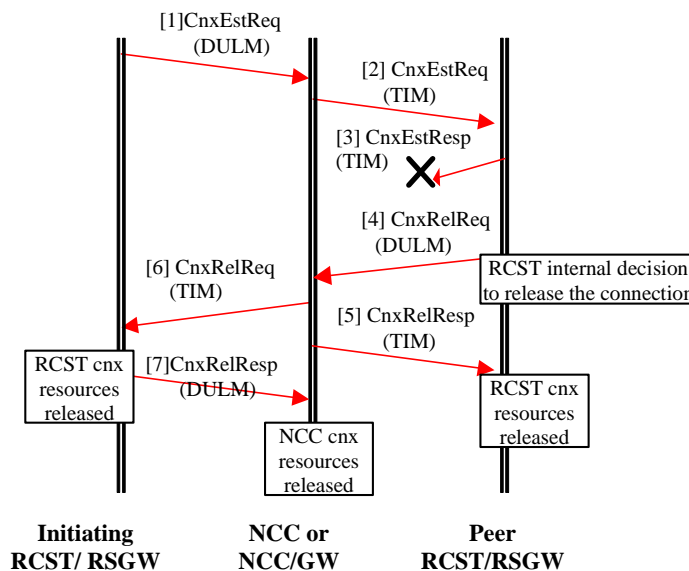 [1]CnxEstReq
(DULM)
[2] CnxEstReq
(TIM)
[3] CnxEstResp
(TIM)
[4] CnxRelReq
(DULM)
RCST internal decision
to release the connection
[6] CnxRelReq
(TIM)
[5] CnxRelResp
(TIM)
[7]CnxRelResp
(DULM)
RCST cnx
resources
released
RCST cnx
resources
released
NCC cnx
resources
released
Initiating
RCST/ RSGW
NCC or
NCC/GW
Peer
RCST/RSGW